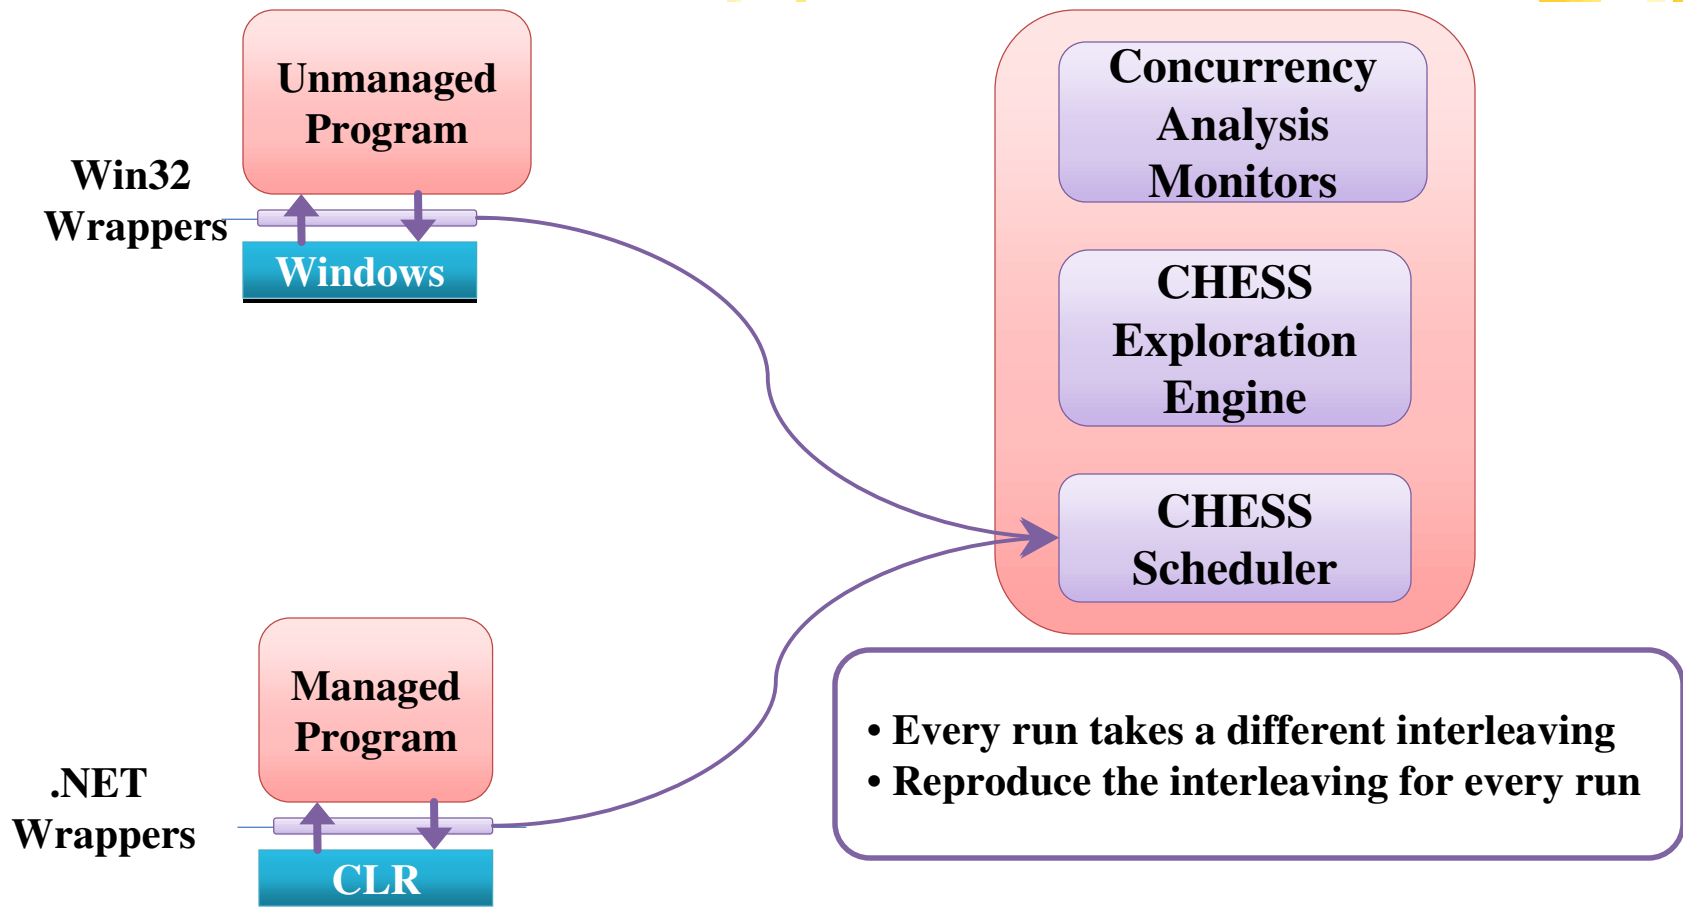 Unmanaged
Program
Win32
Wrappers
Windows
Concurrency
Analysis
Monitors
CHESS
Exploration
Engine
CHESS
Scheduler
Managed
Program
.NET
Wrappers
CLR
• Every run takes a different interleaving
• Reproduce the interleaving for every run